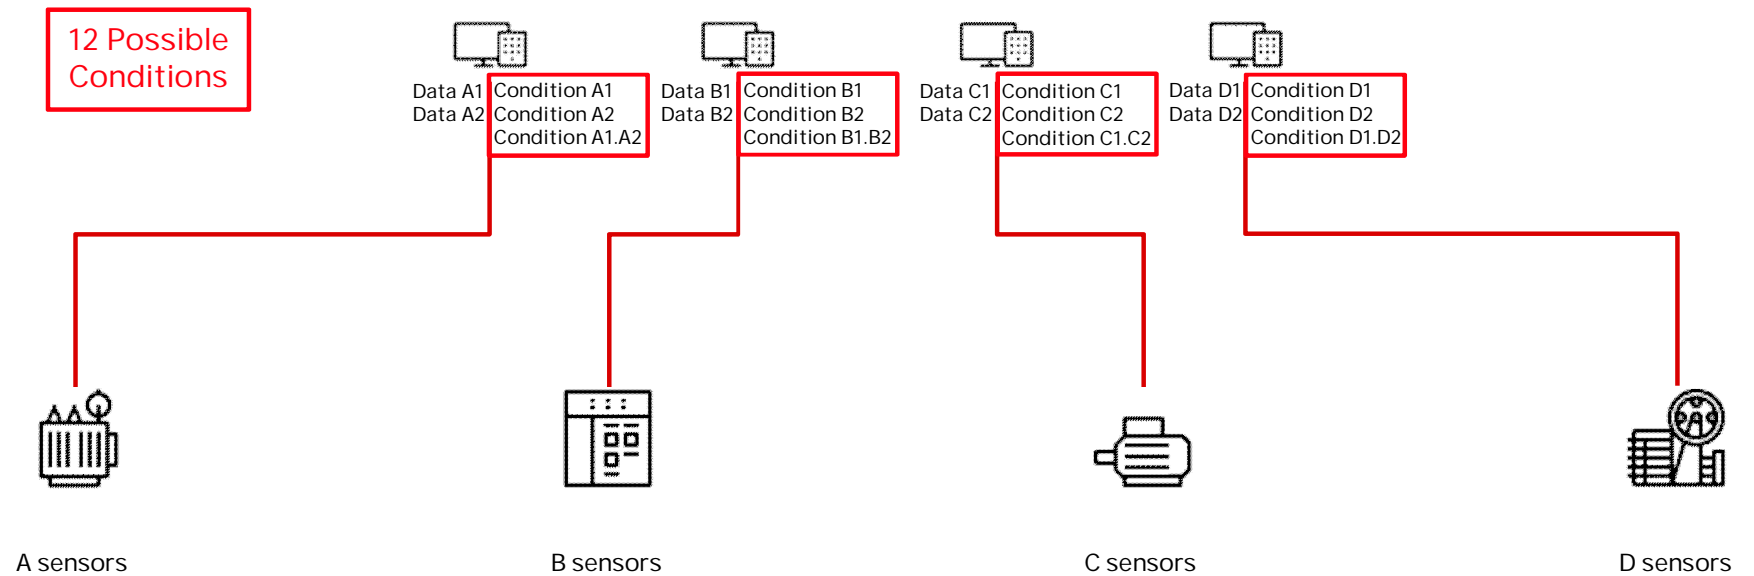 12 Possible
Conditions
Data A1
Data A2
Condition A1
Condition A2
Condition A1.A2
Data B1
Data B2
Condition B1
Condition B2
Condition B1.B2
Data C1
Data C2
Condition C1
Condition C2
Condition C1.C2
Data D1
Data D2
Condition D1
Condition D2
Condition D1.D2
A sensors
B sensors
C sensors
D sensors